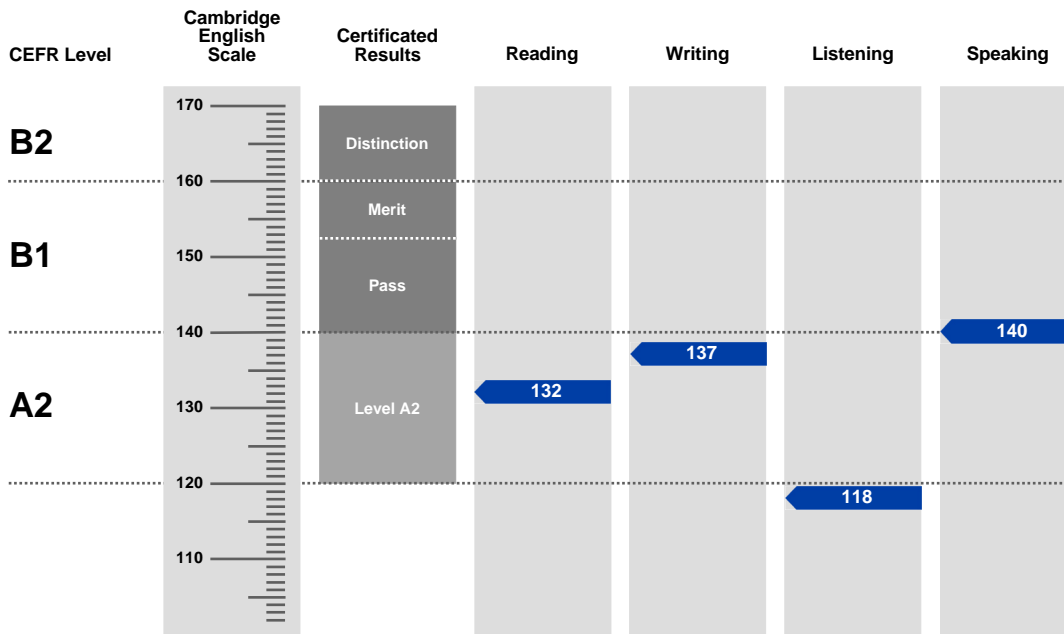 CEFR Level
Cambridge
English
Scale
Certificated
Results
Reading
Writing
Listening
Speaking
170
B2
Distinction
160
Merit
B1
150
Pass
140
140
137
132
A2
130
Level A2
120
118
110